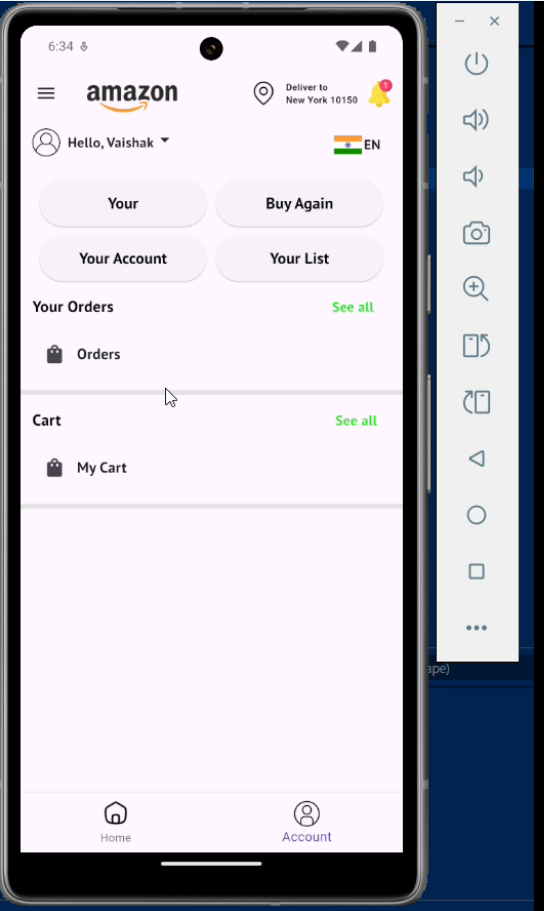 6:34
amazon
Deliver to
New York 10150
1
Hello, Vaishak
EN
Your
Buy Again
Your Account
Your List
Your Orders
See all
Orders
Cart
See all
My Cart
ape)
Home
Account